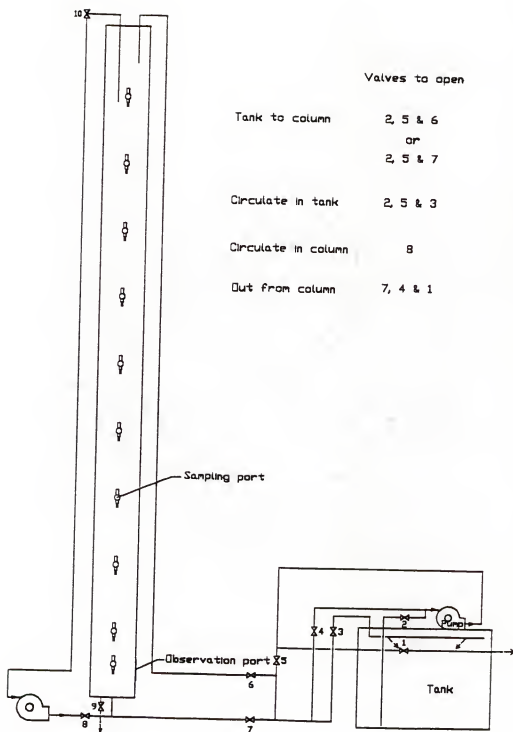 10
Valves to open
Tank to column 2, 5 & 6
or
2, 5 & 7
Circulate in tank 2, 5 & 3
Circulate in column 8
Out from column 7, 4 & 1
Sampling port
Pump
2
4
3
1
Observation port
5
6
Tank
9
8
7